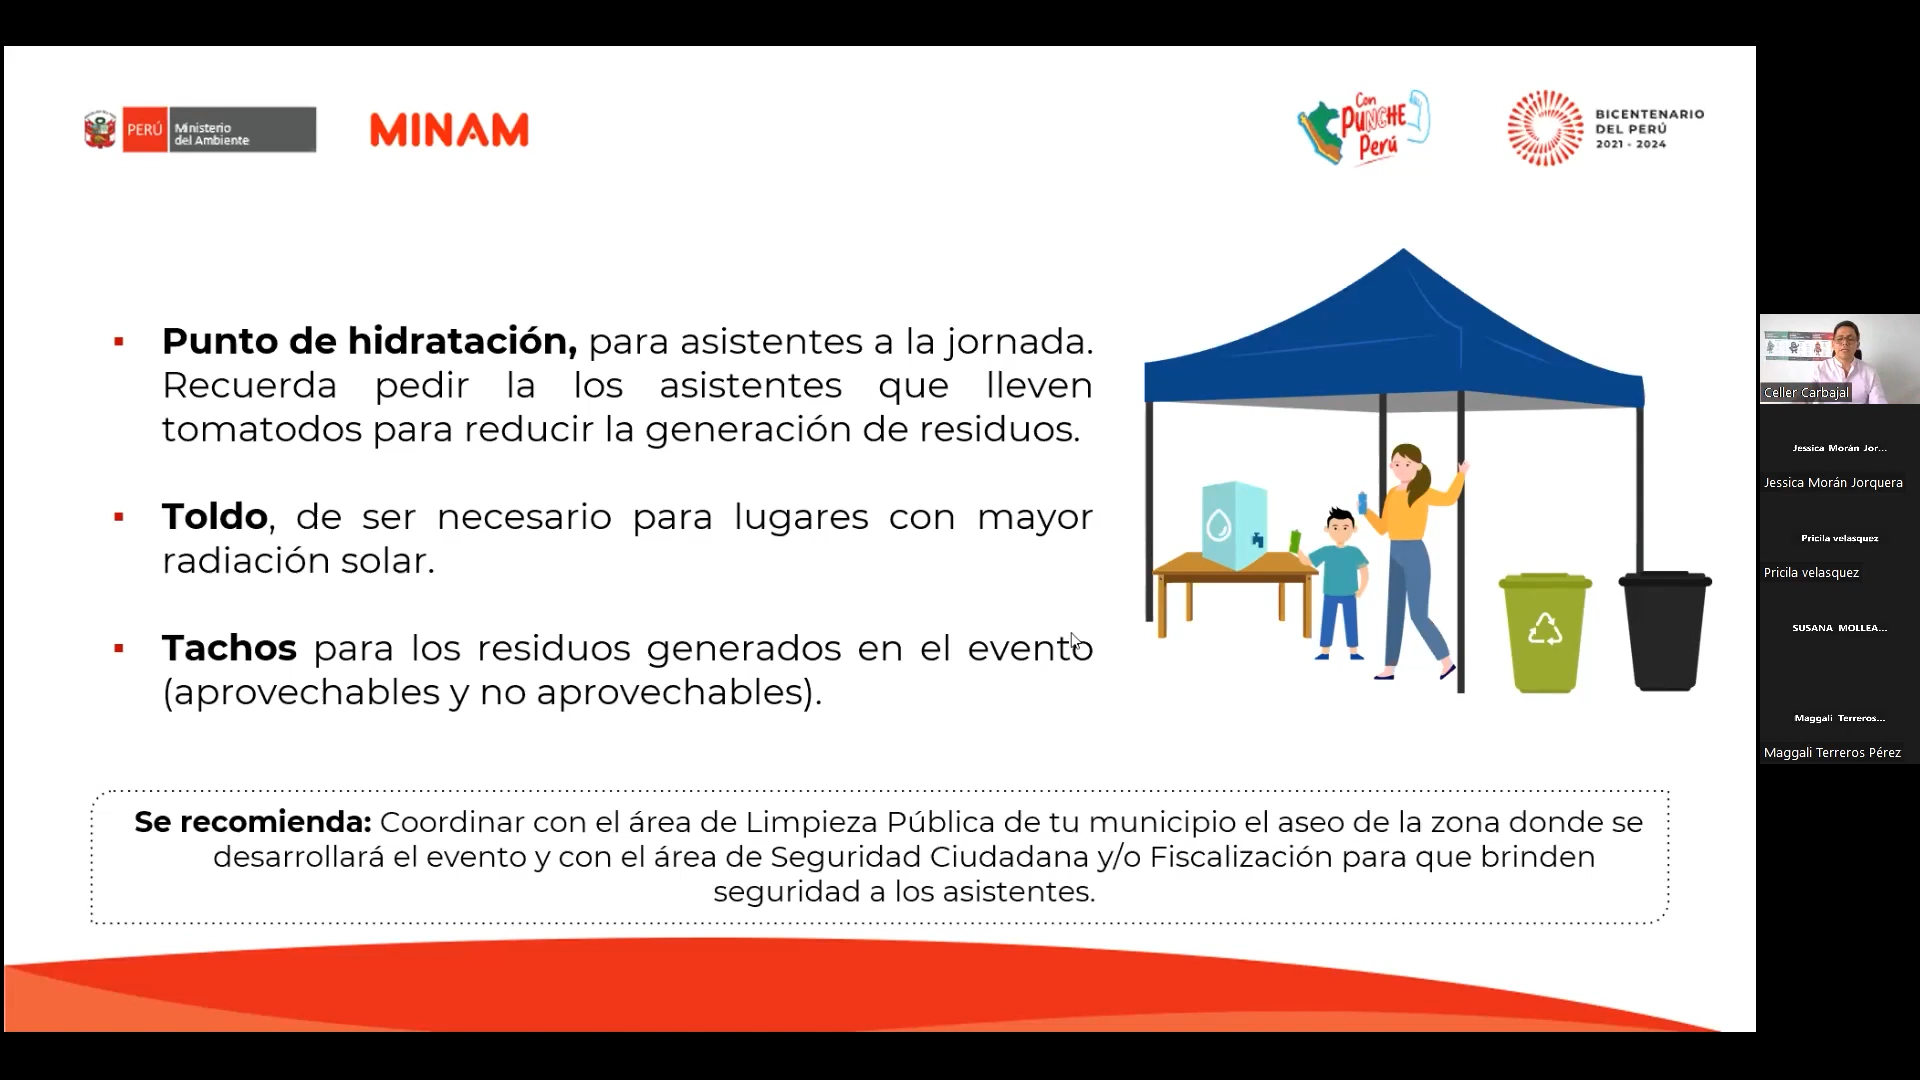 PERÚ
Ministerio
del Ambiente
MINAM
Con
PUNCHE
Perú
BICENTENARIO
DEL PERÚ
2021 - 2024
Punto de hidratación, para asistentes a la jornada.
Recuerda pedir la los asistentes que lleven
tomatodos para reducir la generación de residuos.
Toldo, de ser necesario para lugares con mayor
radiación solar.
Tachos para los residuos generados en el evento
(aprovechables y no aprovechables).
Se recomienda: Coordinar con el área de Limpieza Pública de tu municipio el aseo de la zona donde se
desarrollará el evento y con el área de Seguridad Ciudadana y/o Fiscalización para que brinden
seguridad a los asistentes.
Celler Carbajal
Jessica Morán Jor...
Jessica Morán Jorquera
Pricila velasquez
Pricila velasquez
SUSANA MOLLEA...
Maggali Terreros...
Maggali Terreros Pérez